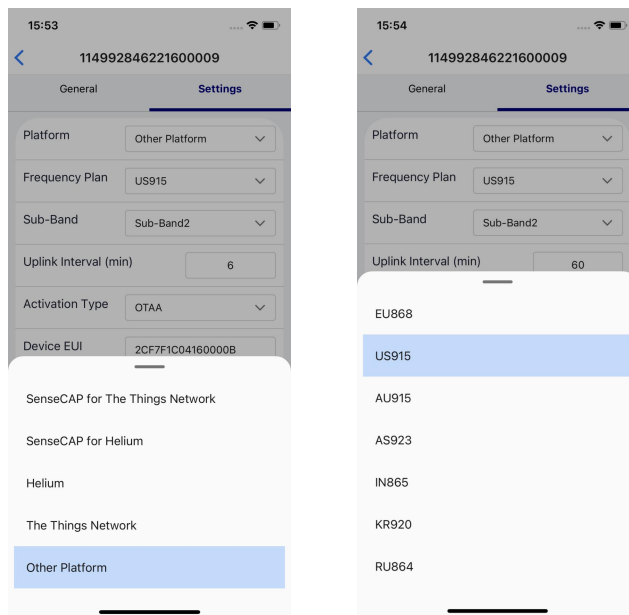 15:53
114992846221600009
General
Settings
Platform
Other Platform
Frequency Plan
US915
Sub-Band
Sub-Band2
Uplink Interval (min)
6
Activation Type
OTAA
Device EUI
2CF7F1C04160000B
SenseCAP for The Things Network
SenseCAP for Helium
Helium
The Things Network
Other Platform
15:54
114992846221600009
General
Settings
Platform
Other Platform
Frequency Plan
US915
Sub-Band
Sub-Band2
Uplink Interval (min)
60
EU868
US915
AU915
AS923
IN865
KR920
RU864